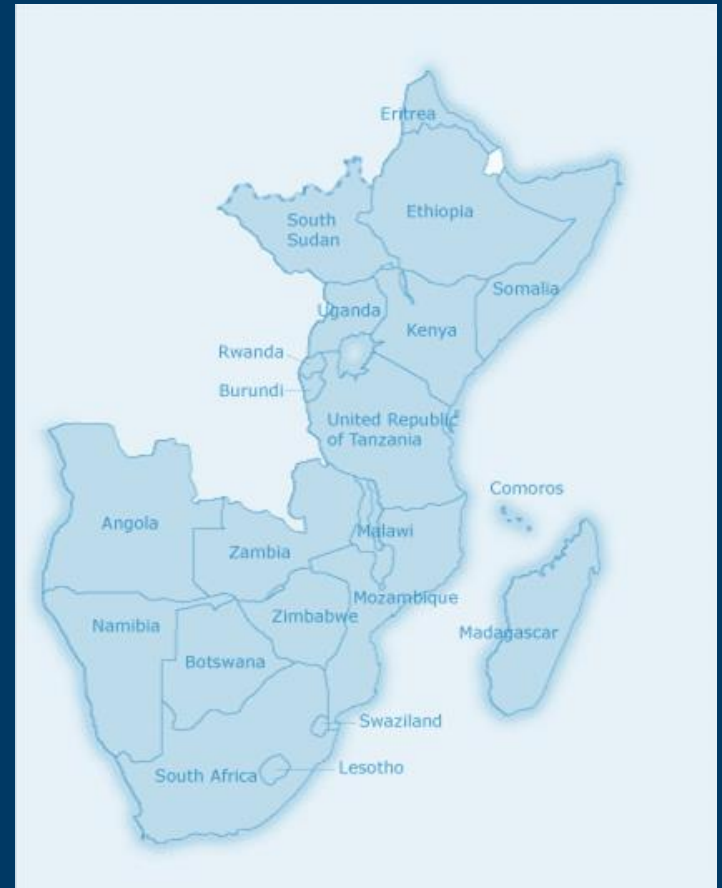 Eritrea
Ethiopia
South
Sudan
Somalia
Uganda
Kenya
Rwanda
Burundi
United Republic
of Tanzania
Comoros
Angola
Malawi
Zambia
Mozambique
Zimbabwe
Namibia
Madagascar
Botswana
Swaziland
Lesotho
South Africa